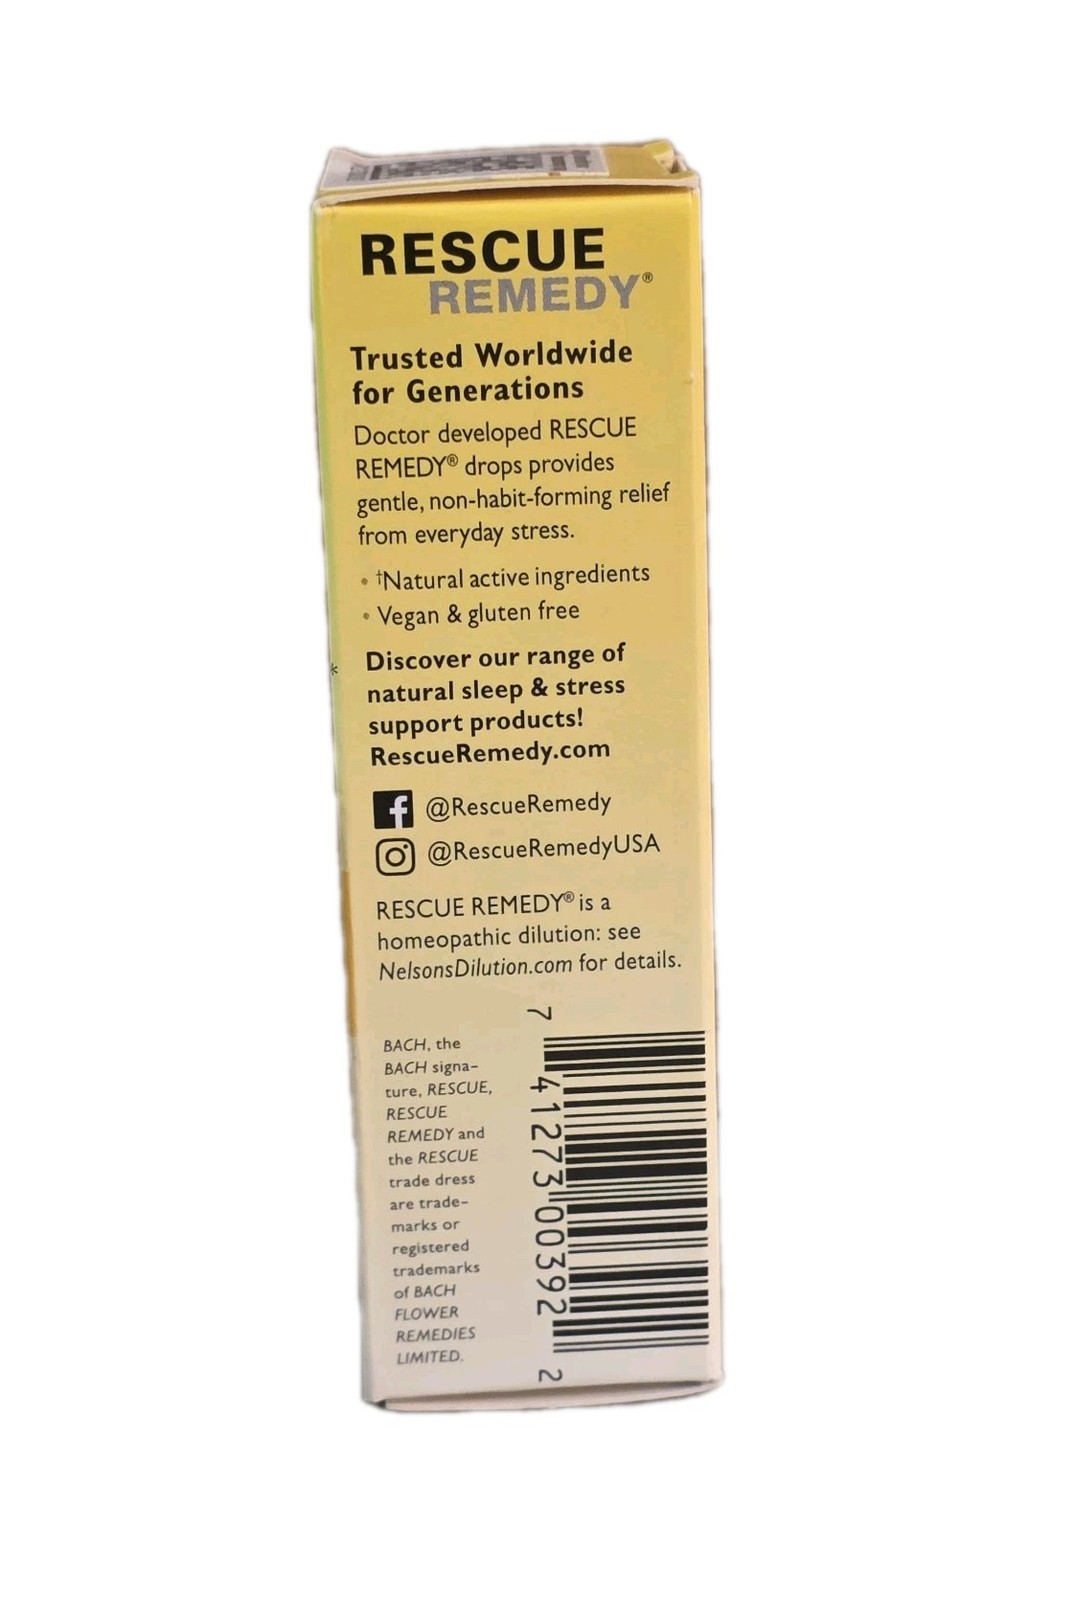 RESCUE
REMEDY®
Trusted Worldwide
for Generations
Doctor developed RESCUE
REMEDY® drops provides
gentle, non-habit-forming relief
from everyday stress.
• †Natural active ingredients
• Vegan & gluten free
*
Discover our range of
natural sleep & stress
support products!
RescueRemedy.com
@RescueRemedy
@RescueRemedyUSA
RESCUE REMEDY® is a
homeopathic dilution: see
NelsonsDilution.com for details.
BACH, the
BACH signa-
ture, RESCUE,
RESCUE
REMEDY and
the RESCUE
trade dress
are trade-
marks or
registered
trademarks
of BACH
FLOWER
REMEDIES
LIMITED.
7 41273 00392 2